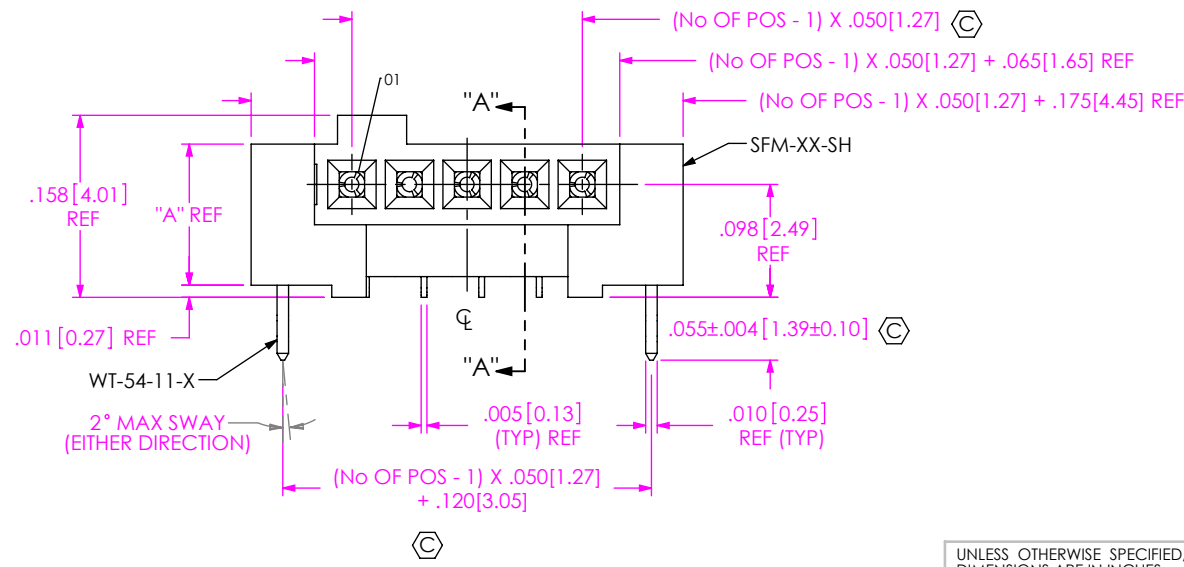 (No OF POS - 1) X .050[1.27] C
(No OF POS - 1) X .050[1.27] + .065[1.65] REF
(No OF POS - 1) X .050[1.27] + .175[4.45] REF
01
"A"
SFM-XX-SH
.158[4.01]
REF
"A" REF
.098[2.49]
REF
.011[0.27] REF
℄
.055±.004[1.39±0.10] C
WT-54-11-X
"A"
2° MAX SWAY
(EITHER DIRECTION)
.005[0.13]
(TYP) REF
.010[0.25]
REF (TYP)
(No OF POS - 1) X .050[1.27]
+ .120[3.05]
C
UNLESS OTHERWISE SPECIFIED,
DIMENSIONS ARE IN INCHES